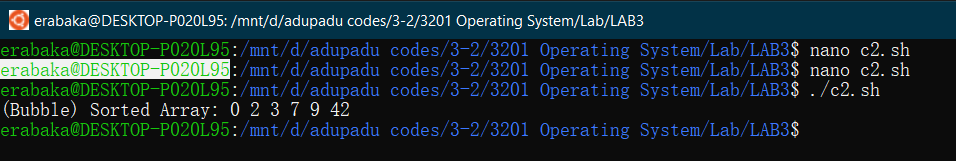 erabaka@DESKTOP-P020L95: /mnt/d/adupadu codes/3-2/3201 Operating System/Lab/LAB3
erabaka@DESKTOP-P020L95:/mnt/d/adupadu codes/3-2/3201 Operating System/Lab/LAB3$ nano c2.sh
erabaka@DESKTOP-P020L95:/mnt/d/adupadu codes/3-2/3201 Operating System/Lab/LAB3$ nano c2.sh
erabaka@DESKTOP-P020L95:/mnt/d/adupadu codes/3-2/3201 Operating System/Lab/LAB3$ ./c2.sh
(Bubble) Sorted Array: 0 2 3 7 9 42
erabaka@DESKTOP-P020L95:/mnt/d/adupadu codes/3-2/3201 Operating System/Lab/LAB3$